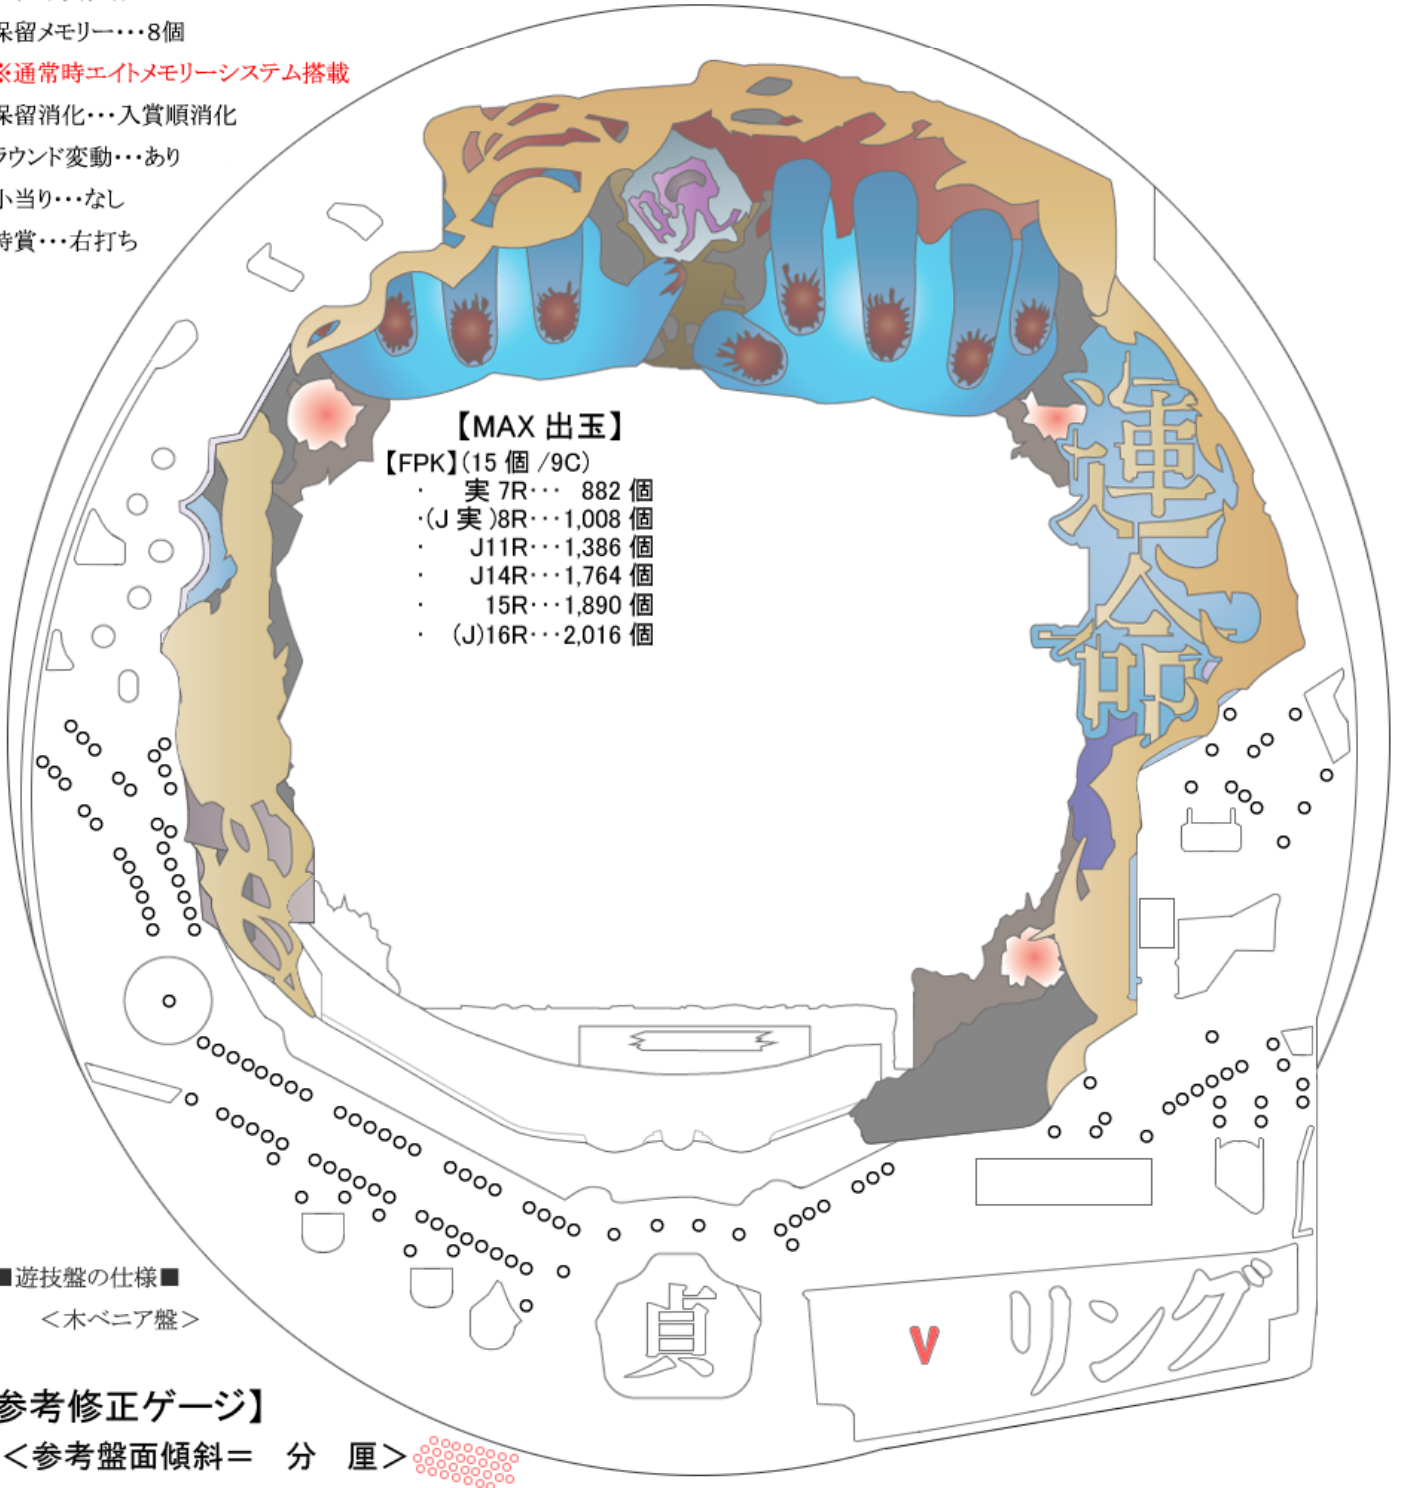 保留メモリー・・・8個
※通常時エイトメモリーシステム搭載
保留消化・・・入賞順消化
ラウンド変動・・・あり
小当り・・・なし
特賞・・・右打ち
呪
運命
【MAX 出玉】
【FPK】(15 個 /9C)
・ 実 7R・・・ 882 個
・(J 実 )8R・・・1,008 個
・ J11R・・・1,386 個
・ J14R・・・1,764 個
・ 15R・・・1,890 個
・ (J)16R・・・2,016 個
■遊技盤の仕様■
＜木ベニア盤＞
貞
V リング
参考修正ゲージ】
＜参考盤面傾斜＝ 分 厘＞